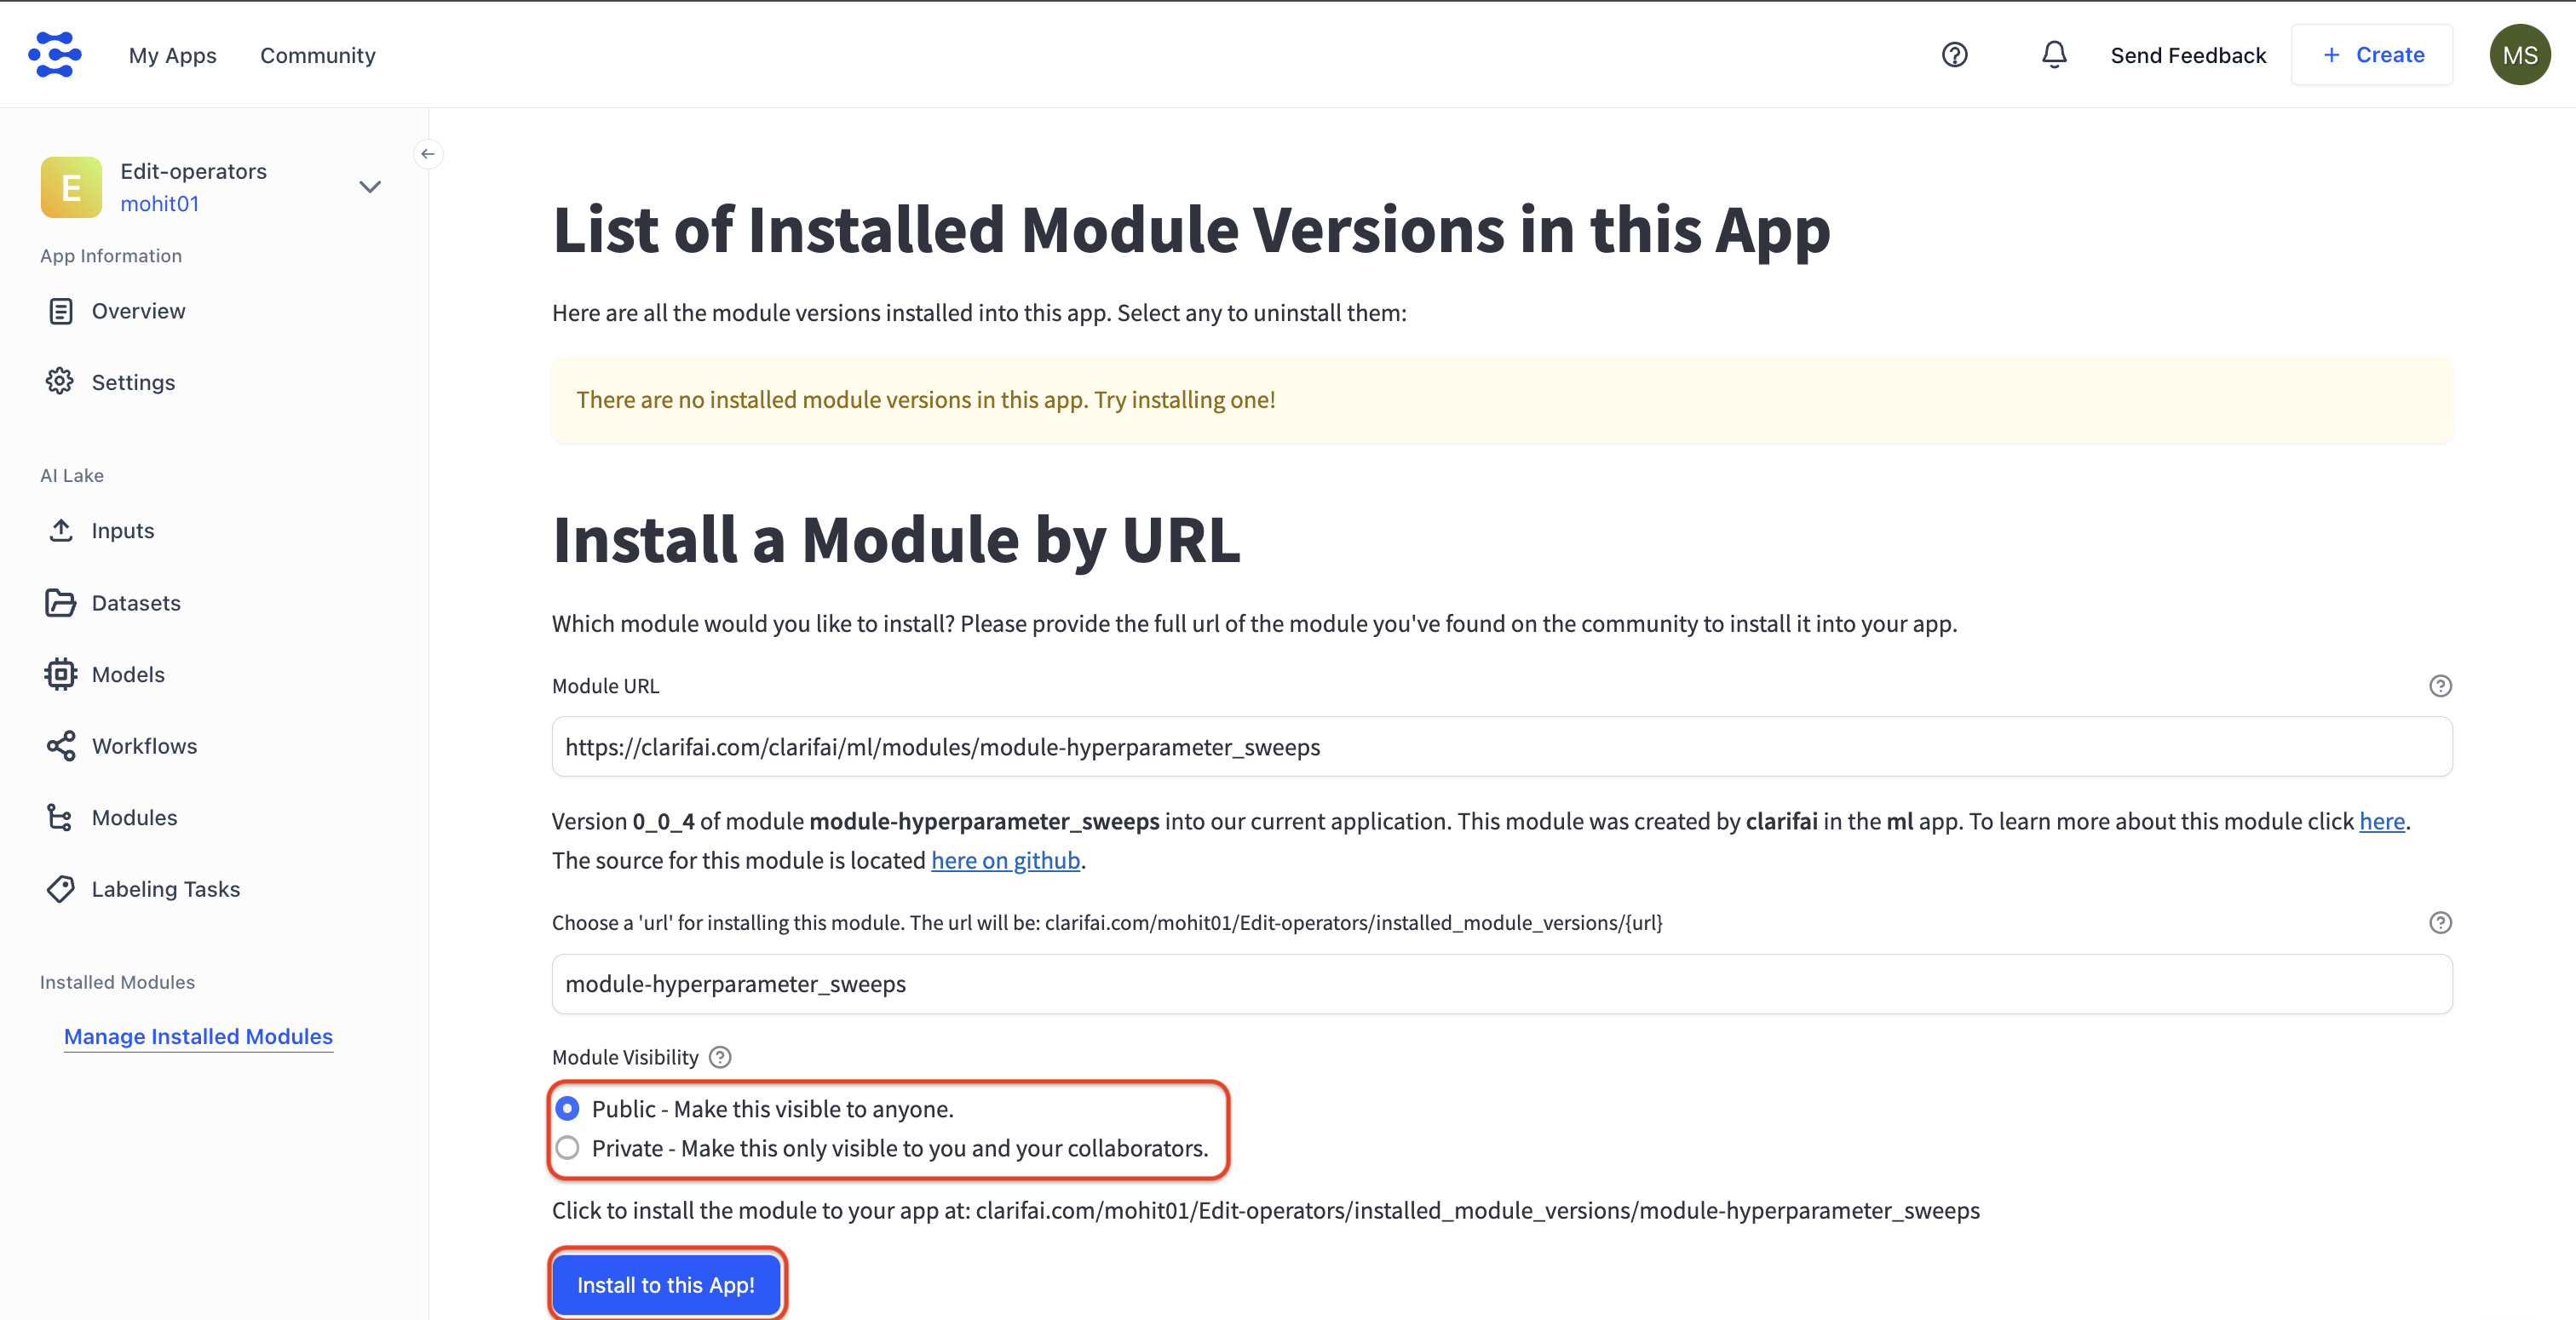 My Apps Community Send Feedback + Create MS
E Edit-operators
mohit01
App Information
Overview
Settings
AI Lake
Inputs
Datasets
Models
Workflows
Modules
Labeling Tasks
Installed Modules
Manage Installed Modules
List of Installed Module Versions in this App
Here are all the module versions installed into this app. Select any to uninstall them:
There are no installed module versions in this app. Try installing one!
Install a Module by URL
Which module would you like to install? Please provide the full url of the module you've found on the community to install it into your app.
Module URL
https://clarifai.com/clarifai/ml/modules/module-hyperparameter_sweeps
Version 0_0_4 of module module-hyperparameter_sweeps into our current application. This module was created by clarifai in the ml app. To learn more about this module click here.
The source for this module is located here on github.
Choose a 'url' for installing this module. The url will be: clarifai.com/mohit01/Edit-operators/installed_module_versions/{url}
module-hyperparameter_sweeps
Module Visibility
Public - Make this visible to anyone.
Private - Make this only visible to you and your collaborators.
Click to install the module to your app at: clarifai.com/mohit01/Edit-operators/installed_module_versions/module-hyperparameter_sweeps
Install to this App!